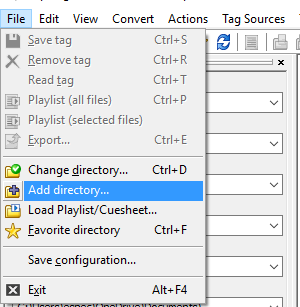 File Edit View Convert Actions Tag Sources
Save tag Ctrl+S
Remove tag Ctrl+R
Read tag Ctrl+T
Playlist (all files) Ctrl+P
Playlist (selected files)
Export... Ctrl+E
Change directory... Ctrl+D
Add directory...
Load Playlist/Cuesheet...
Favorite directory Ctrl+F
Save configuration...
Exit Alt+F4